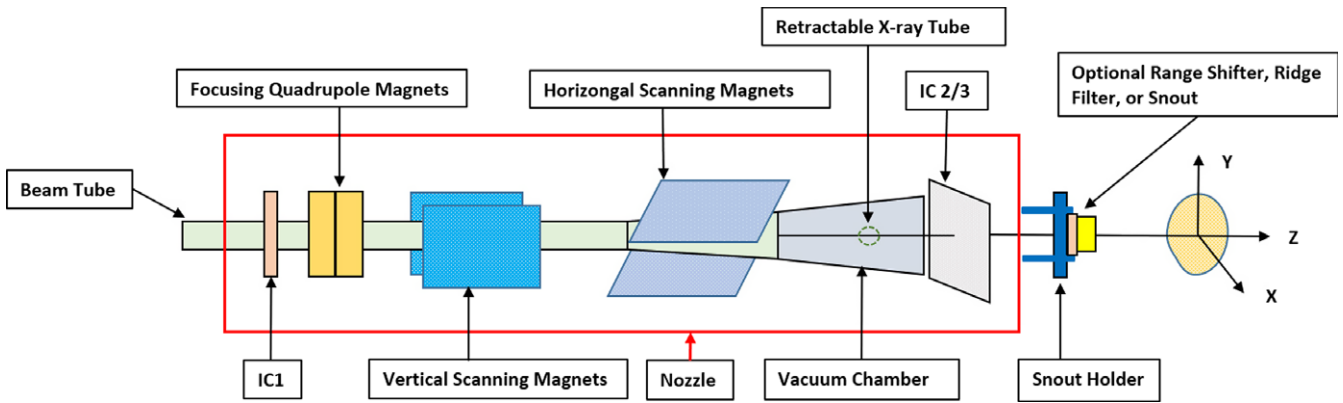 Retractable X-ray Tube
Focusing Quadrupole Magnets
Horizongal Scanning Magnets
IC 2/3
Optional Range Shifter, Ridge
Filter, or Snout
Beam Tube
Y
Z
X
IC1
Vertical Scanning Magnets
Nozzle
Vacuum Chamber
Snout Holder